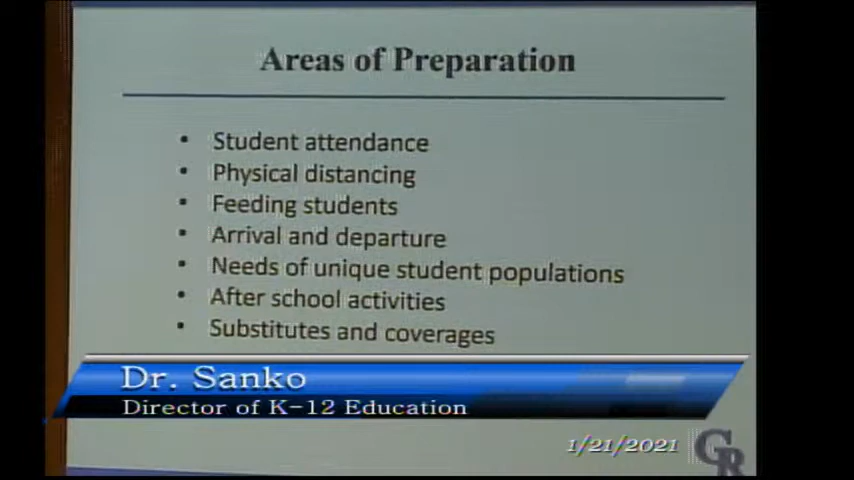 Areas of Preparation
• Student attendance
• Physical distancing
• Feeding students
• Arrival and departure
• Needs of unique student populations
• After school activities
• Substitutes and coverages
Dr. Sanko
Director of K-12 Education
1/21/2021
GR